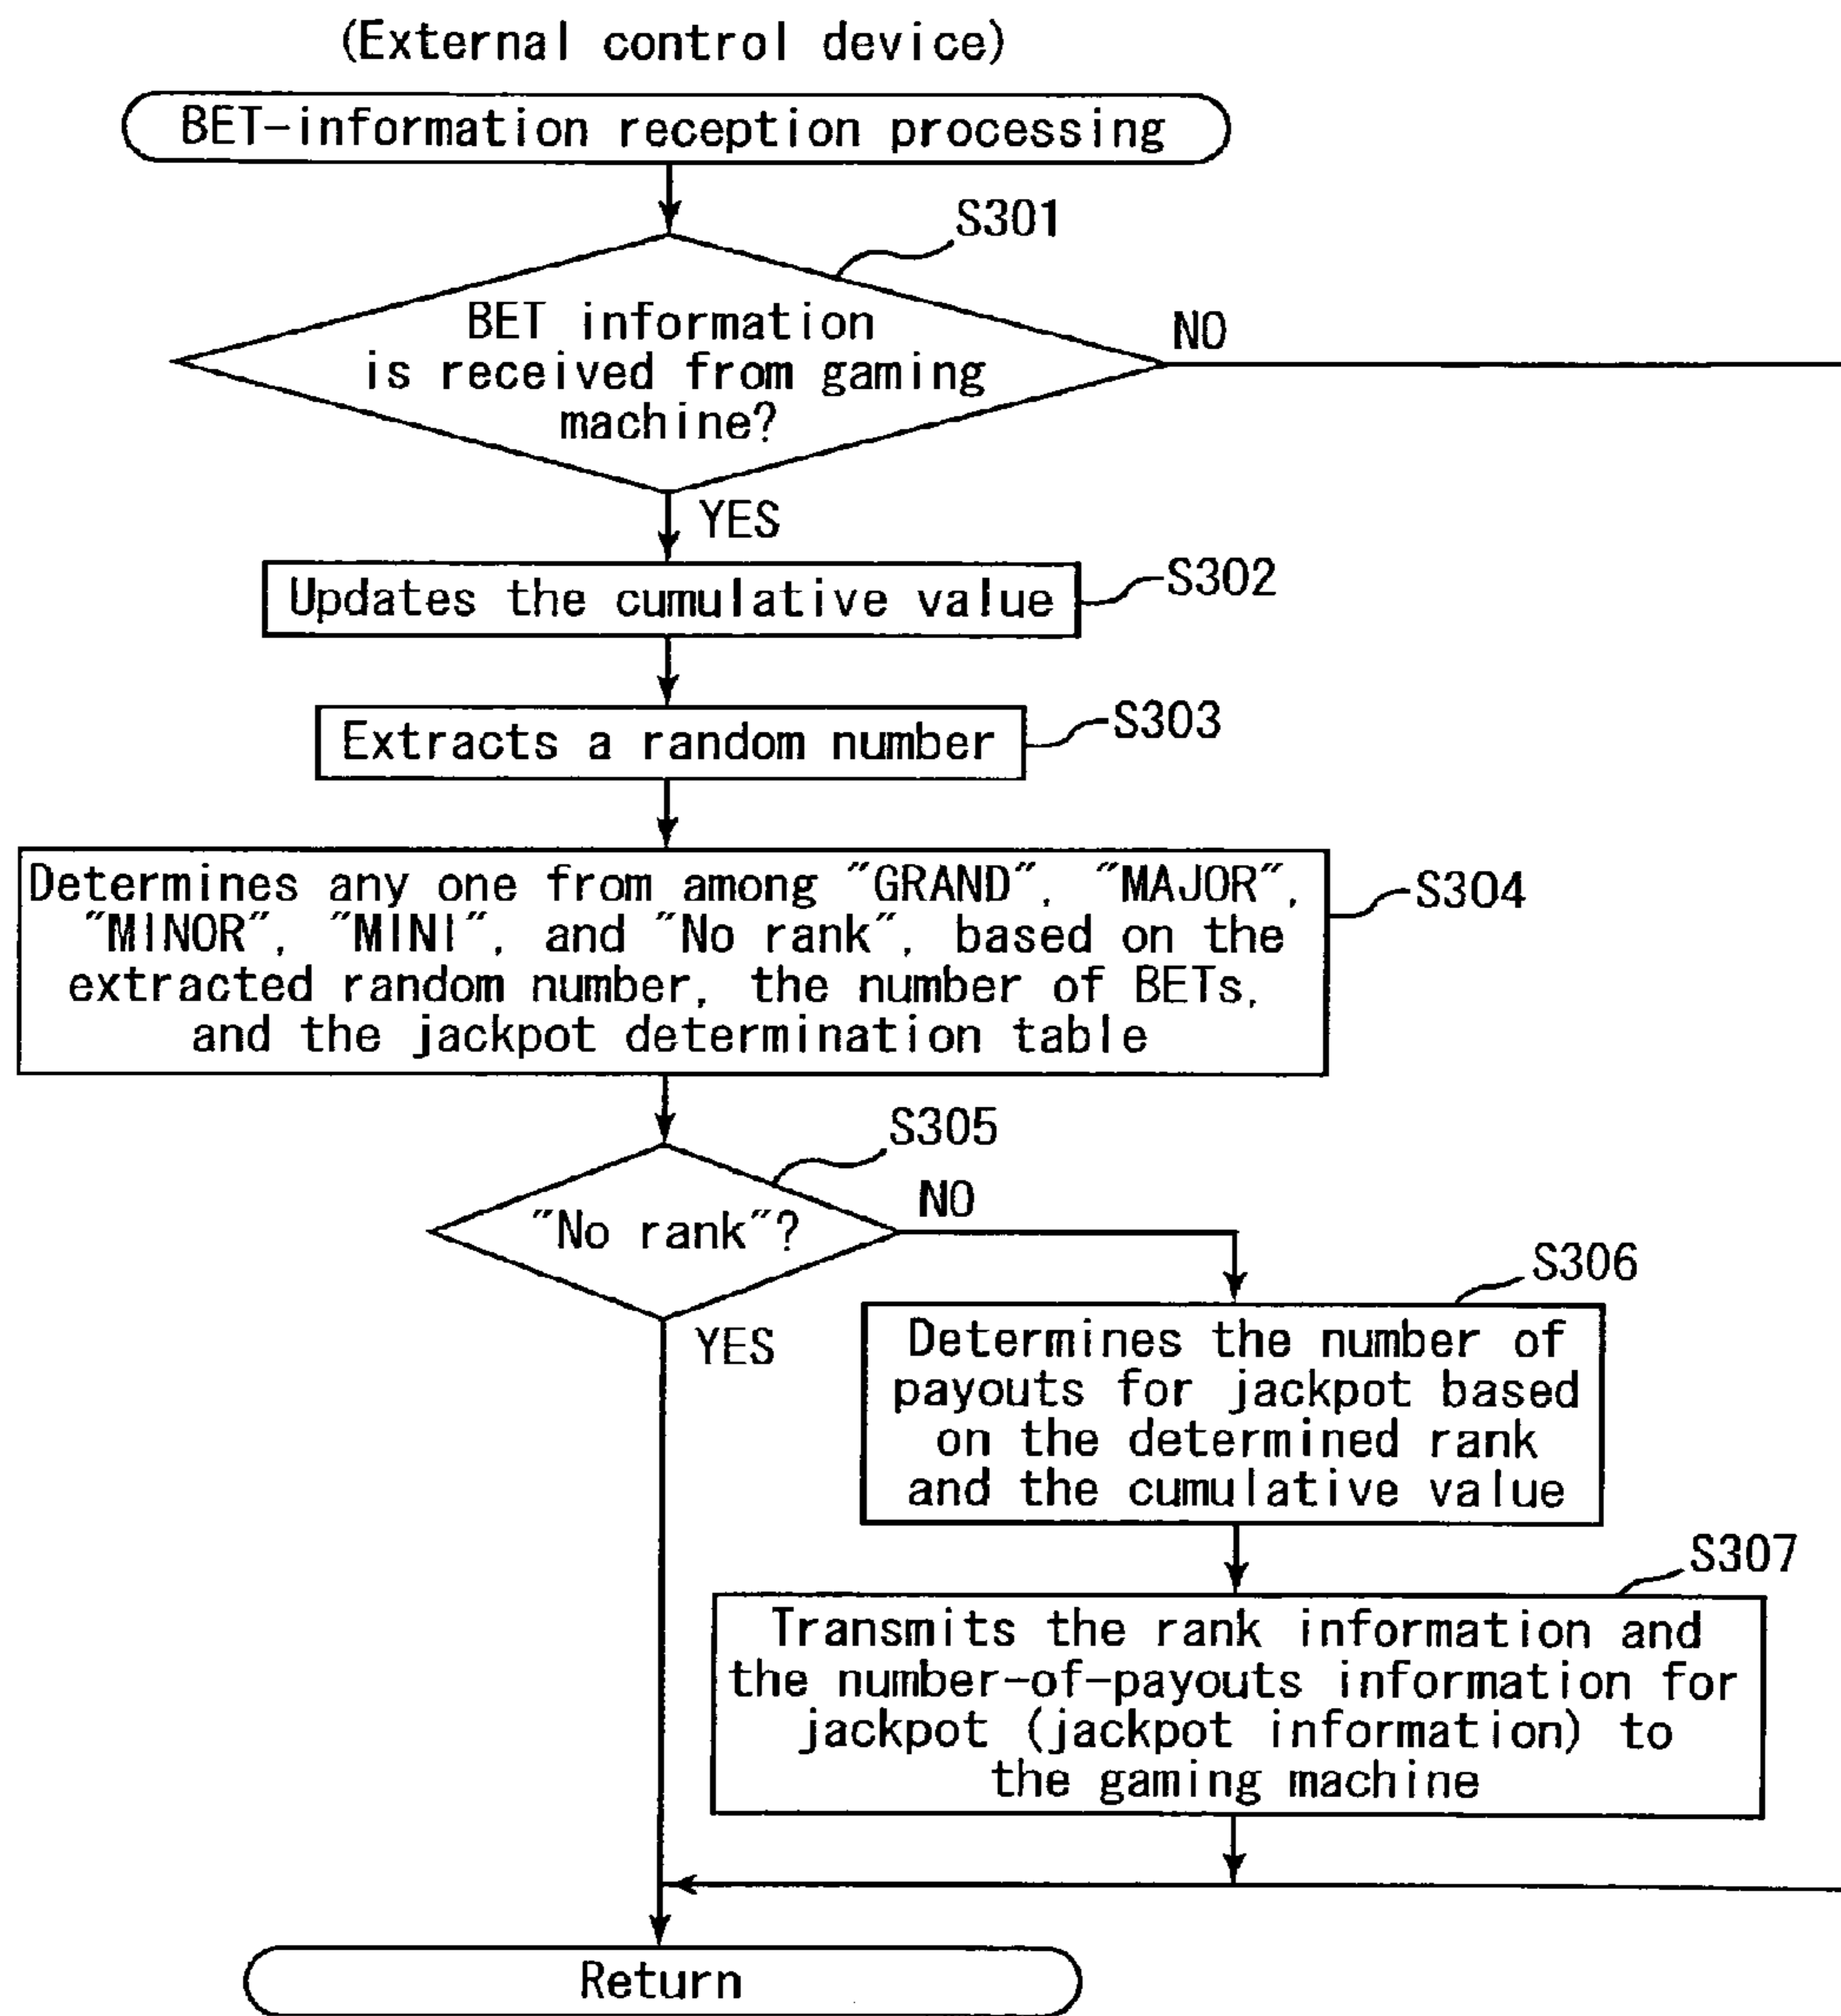 (External control device)
BET-information reception processing
S301
BET information
is received from gaming
machine?
NO
YES
Updates the cumulative value
S302
Extracts a random number
S303
Determines any one from among "GRAND", "MAJOR",
"MINOR", "MINI", and "No rank", based on the
extracted random number, the number of BETs,
and the jackpot determination table
S304
S305
"No rank"?
NO
YES
S306
Determines the number of
payouts for jackpot based
on the determined rank
and the cumulative value
S307
Transmits the rank information and
the number-of-payouts information for
jackpot (jackpot information) to
the gaming machine
Return